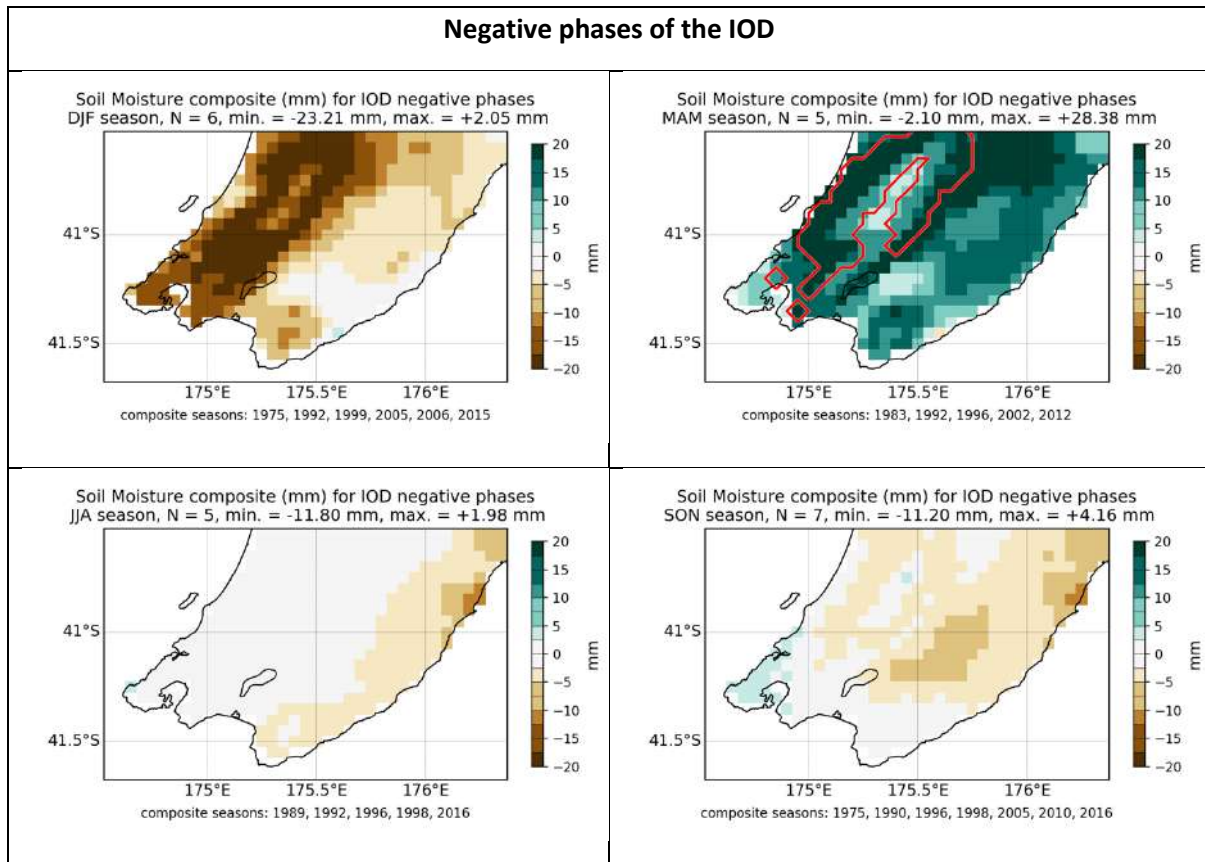 Negative phases of the IOD
Soil Moisture composite (mm) for IOD negative phases
DJF season, N = 6, min. = -23.21 mm, max. = +2.05 mm
41°S
41.5°S
175°E 175.5°E 176°E
20
15
10
5
0
−5
−10
−15
−20
mm
composite seasons: 1975, 1992, 1999, 2005, 2006, 2015
Soil Moisture composite (mm) for IOD negative phases
MAM season, N = 5, min. = -2.10 mm, max. = +28.38 mm
41°S
41.5°S
175°E 175.5°E 176°E
20
15
10
5
0
−5
−10
−15
−20
mm
composite seasons: 1983, 1992, 1996, 2002, 2012
Soil Moisture composite (mm) for IOD negative phases
JJA season, N = 5, min. = -11.80 mm, max. = +1.98 mm
41°S
41.5°S
175°E 175.5°E 176°E
20
15
10
5
0
−5
−10
−15
−20
mm
composite seasons: 1989, 1992, 1996, 1998, 2016
Soil Moisture composite (mm) for IOD negative phases
SON season, N = 7, min. = -11.20 mm, max. = +4.16 mm
41°S
41.5°S
175°E 175.5°E 176°E
20
15
10
5
0
−5
−10
−15
−20
mm
composite seasons: 1975, 1990, 1996, 1998, 2005, 2010, 2016